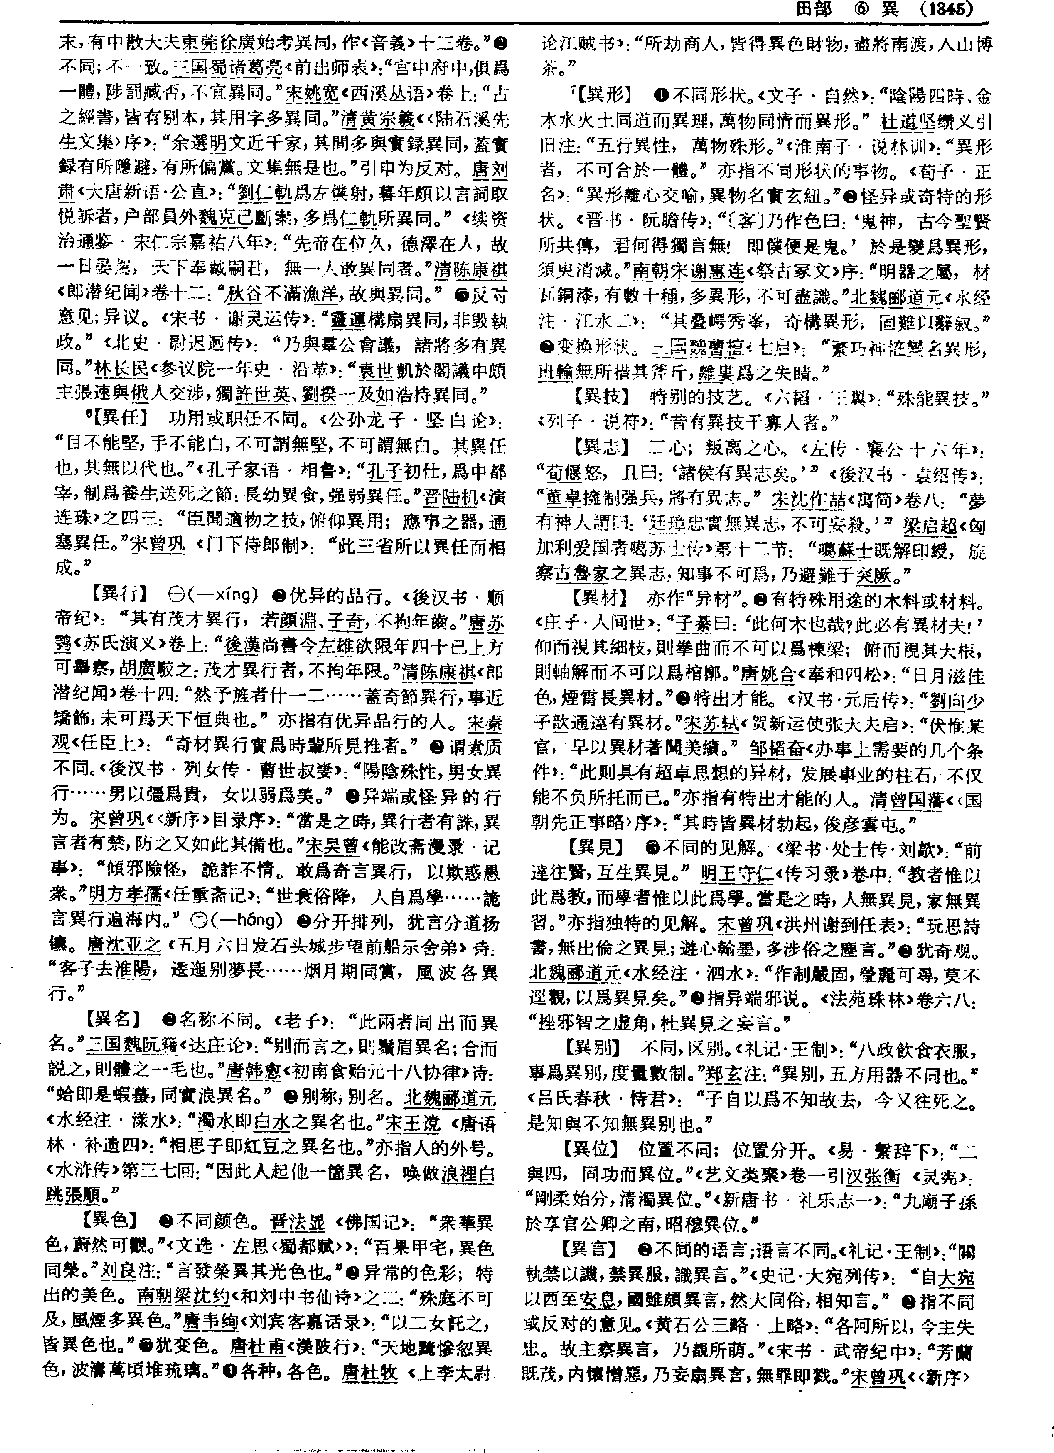 田部 ⑥ 異 (1345)
末，有中散大夫東莞徐廣始考異同，作《音義》十二卷。”❷
不同；不一致。三国蜀诸葛亮《前出师表》：“宫中府中，俱爲
一體，陟罰臧否，不宜異同。”宋姚宽《西溪丛语》卷上：“古
之經書，皆有别本，其用字多異同。”清黄宗羲《〈陆石溪先
生文集〉序》：“余選明文近千家，其間多與實録異同，蓋實
録有所隱避，有所偏黨。文集無是也。”引申为反对。唐刘
肃《大唐新语·公直》：“劉仁軌爲左僕射，暮年頗以言詞取
悦訴者，户部員外魏克己斷案，多爲仁軌所異同。”《续资
治通鉴·宋仁宗嘉祐八年》：“先帝在位久，德澤在人，故
一日晏駕，天下奉戴嗣君，無一人敢異同者。”清陈康祺
《郎潜纪闻》卷十二：“秋谷不滿漁洋，故與異同。”❸反对
意见；异议。《宋书·谢灵运传》：“靈運構扇異同，非毁執
政。”《北史·尉迟迥传》：“乃與羣公會議，諸將多有異
同。”林长民《参议院一年史·沿革》：“袁世凱於閣議中頗
主張速與俄人交涉，獨許世英、劉揆一及如浩持異同。”
【異任】 功用或职任不同。《公孙龙子·坚白论》：
“目不能堅，手不能白，不可謂無堅，不可謂無白。其異任
也，其無以代也。”《孔子家语·相鲁》：“孔子初仕，爲中都
宰，制爲養生送死之節：長幼異食，强弱異任。”晋陆机《演
连珠》之四三：“臣聞適物之技，俯仰異用；應事之器，通
塞異任。”宋曾巩《门下侍郎制》：“此三省所以異任而相
成。”
【異行】 ㊀(—xíng) ❶优异的品行。《後汉书·顺
帝纪》：“其有茂才異行，若顔淵、子奇，不拘年齒。”唐苏
鹗《苏氏演义》卷上：“後漢尚書令左雄欲限年四十已上方
可舉察，胡廣駁之：茂才異行者，不拘年限。”清陈康祺《郎
潜纪闻》卷十四：“然予旌者什一二……蓋奇節異行，事近
矯飾，未可爲天下恒典也。”亦指有优异品行的人。宋秦
观《任臣上》：“奇材異行實爲時輩所見推者。”❷谓素质
不同。《後汉书·列女传·曹世叔妻》：“陽陰殊性，男女異
行……男以彊爲貴，女以弱爲美。”❸异端或怪异的行
为。宋曾巩《〈新序〉目录序》：“當是之時，異行者有誅，異
言者有禁，防之又如此其備也。”宋吴曾《能改斋漫录·记
事》：“傾邪險怪，詭詐不情。敢爲奇言異行，以欺惑愚
衆。”明方孝孺《任重斋记》：“世衰俗降，人自爲學……詭
言異行遍海内。”㊁(—háng) ❶分开排列，犹言分道扬
镳。唐沈亚之《五月六日发石头城步望前船示舍弟》诗：
“客子去淮陽，逶迤别夢長……烟月期同賞，風波各異
行。”
【異名】 ❶名称不同。《老子》：“此兩者同出而異
名。”三国魏阮籍《达庄论》：“别而言之，則鬚眉異名；合而
説之，則體之一毛也。”唐韩愈《初南食贻元十八协律》诗：
“蛤即是蝦蟇，同實浪異名。”❷别称；别名。北魏郦道元
《水经注·漾水》：“濁水即白水之異名也。”宋王谠《唐语
林·补遗四》：“相思子即紅豆之異名也。”亦指人的外号。
《水浒传》第三七回：“因此人起他一箇異名，唤做浪裡白
跳張順。”
【異色】 ❶不同颜色。晋法显《佛国记》：“衆華異
色，蔚然可觀。”《文选·左思〈蜀都赋〉》：“百果甲宅，異色
同榮。”刘良注：“言發榮異其光色也。”❷异常的色彩；特
出的美色。南朝梁沈约《和刘中书仙诗》之二：“殊庭不可
及，風煙多異色。”唐韦绚《刘宾客嘉话录》：“以二女託之，
皆異色也。”❸犹变色。唐杜甫《渼陂行》：“天地黤慘忽異
色，波濤萬頃堆琉璃。”❹各种，各色。唐杜牧《上李太尉
论江贼书》：“所劫商人，皆得異色財物，盡將南渡，入山博
茶。”
【異形】 ❶不同形状。《文子·自然》：“陰陽四時、金
木水火土同道而異理，萬物同情而異形。”杜道坚缵义引
旧注：“五行異性，萬物殊形。”《淮南子·说林训》：“異形
者，不可合於一體。”亦指不同形状的事物。《荀子·正
名》：“異形離心交喻，異物名實玄紐。”❷怪异或奇特的形
状。《晋书·阮瞻传》：“〔客〕乃作色曰：‘鬼神，古今聖賢
所共傳，君何得獨言無！即僕便是鬼。’於是變爲異形，
須臾消滅。”南朝宋谢惠连《祭古冢文》序：“明器之屬，材
瓦銅漆，有數十種，多異形，不可盡識。”北魏郦道元《水经
注·江水二》：“其叠崿秀峯，奇構異形，固難以辭叙。”
❸变换形状。三国魏曹植《七启》：“繁巧神怪變名異形，
班輸無所措其斧斤，離婁爲之失睛。”
【異技】 特别的技艺。《六韬·王翼》：“殊能異技。”
《列子·说符》：“昔有異技干寡人者。”
【異志】 二心；叛离之心。《左传·襄公十六年》：
“荀偃怒，且曰：‘諸侯有異志矣。’”《後汉书·袁绍传》：
“董卓擁制强兵，將有異志。”宋沈作喆《寓简》卷八：“夢
有神人謂曰：‘廷璋忠實無異志，不可妄殺。’”梁启超《匈
加利爱国者噶苏士传》第十二节：“噶蘇士既解印綬，旋
察古魯家之異志，知事不可爲，乃避難于突厥。”
【異材】 亦作“异材”。❶有特殊用途的木料或材料。
《庄子·人间世》：“子綦曰：‘此何木也哉？此必有異材夫！’
仰而視其細枝，則拳曲而不可以爲棟梁；俯而視其大根，
則軸解而不可以爲棺槨。”唐姚合《奉和四松》：“日月滋佳
色，煙霄長異材。”❷特出才能。《汉书·元后传》：“劉向少
子歆通達有異材。”宋苏轼《贺新运使张大夫启》：“伏惟某
官，早以異材著聞美績。”邹韬奋《办事上需要的几个条
件》：“此则具有超卓思想的异材，发展事业的柱石，不仅
能不负所托而已。”亦指有特出才能的人。清曾国藩《〈国
朝先正事略〉序》：“其時皆異材勃起，俊彦雲屯。”
【異見】 ❶不同的见解。《梁书·处士传·刘歊》：“前
達往賢，互生異見。”明王守仁《传习录》卷中：“教者惟以
此爲教，而學者惟以此爲學。當是之時，人無異見，家無異
習。”亦指独特的见解。宋曾巩《洪州谢到任表》：“玩思詩
書，無出倫之異見；遊心翰墨，多涉俗之塵言。”❷犹奇观。
北魏郦道元《水经注·泗水》：“作制嚴固，瑩麗可尋，莫不
逕觀，以爲異見矣。”❸指异端邪说。《法苑珠林》卷六八：
“挫邪智之虚角，杜異見之妄言。”
【異别】 不同，区别。《礼记·王制》：“八政飲食衣服，
事爲異别，度量數制。”郑玄注：“異别，五方用器不同也。”
《吕氏春秋·恃君》：“子自以爲不知故去，今又往死之。
是知與不知無異别也。”
【異位】 位置不同；位置分开。《易·繫辞下》：“二
與四，同功而異位。”《艺文类聚》卷一引汉张衡《灵宪》：
“剛柔始分，清濁異位。”《新唐书·礼乐志一》：“九廟子孫
於享官公卿之南，昭穆異位。”
【異言】 ❶不同的语言；语言不同。《礼记·王制》：“關
執禁以譏，禁異服，識異言。”《史记·大宛列传》：“自大宛
以西至安息，國雖頗異言，然大同俗，相知言。”❷指不同
或反对的意见。《黄石公三略·上略》：“各阿所以，令主失
忠。故主察異言，乃覩所萌。”《宋书·武帝纪中》：“芳蘭
既茂，内懷憎惡，乃妄扇異言，無罪即戮。”宋曾巩《〈新序〉